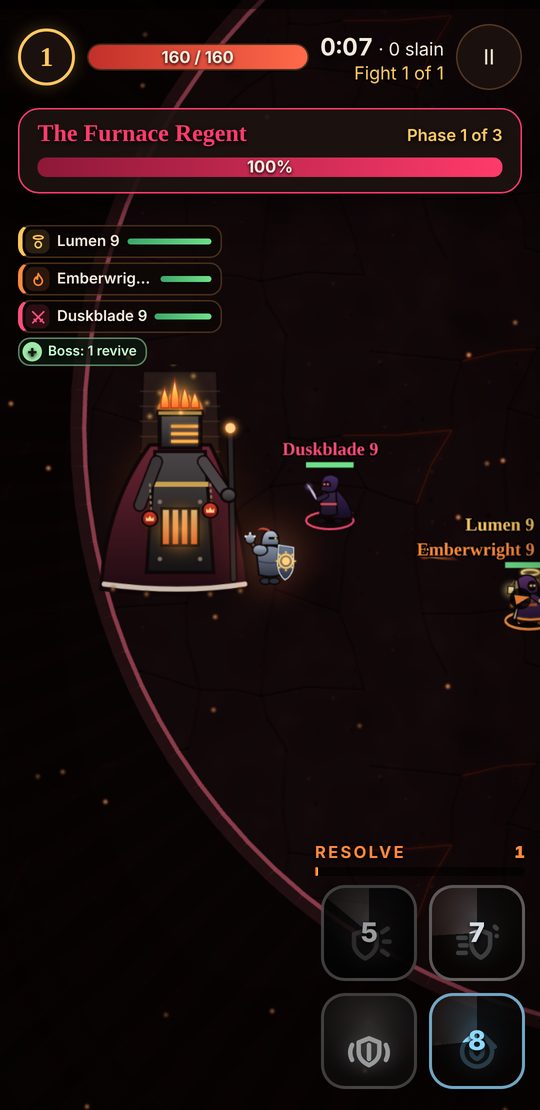 1
160 / 160
0:07 · 0 slain
Fight 1 of 1
The Furnace Regent
Phase 1 of 3
100%
Lumen 9
Emberwrig...
Duskblade 9
Boss: 1 revive
Duskblade 9
Lumen 9
Emberwright 9
RESOLVE 1
5
7
8